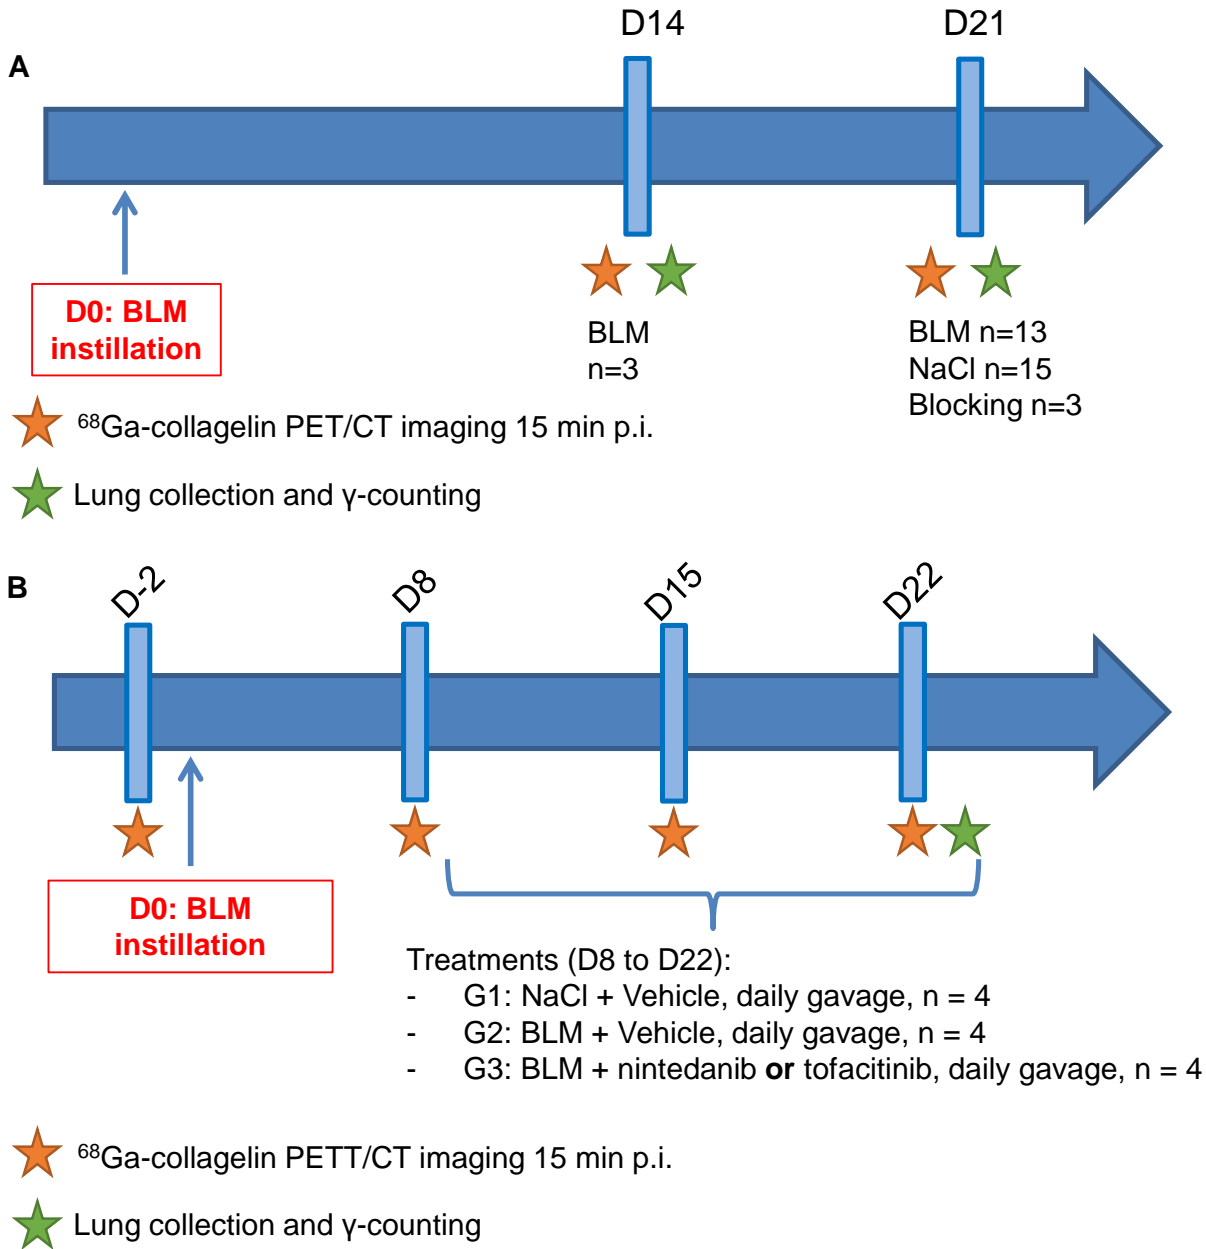 A
D14
D21
D0: BLM
instillation
BLM
n=3
BLM n=13
NaCl n=15
Blocking n=3
⁶⁸Ga-collagelin PET/CT imaging 15 min p.i.
Lung collection and γ-counting
B
D-2
D8
D15
D22
D0: BLM
instillation
Treatments (D8 to D22):
- G1: NaCl + Vehicle, daily gavage, n = 4
- G2: BLM + Vehicle, daily gavage, n = 4
- G3: BLM + nintedanib or tofacitinib, daily gavage, n = 4
⁶⁸Ga-collagelin PETT/CT imaging 15 min p.i.
Lung collection and γ-counting